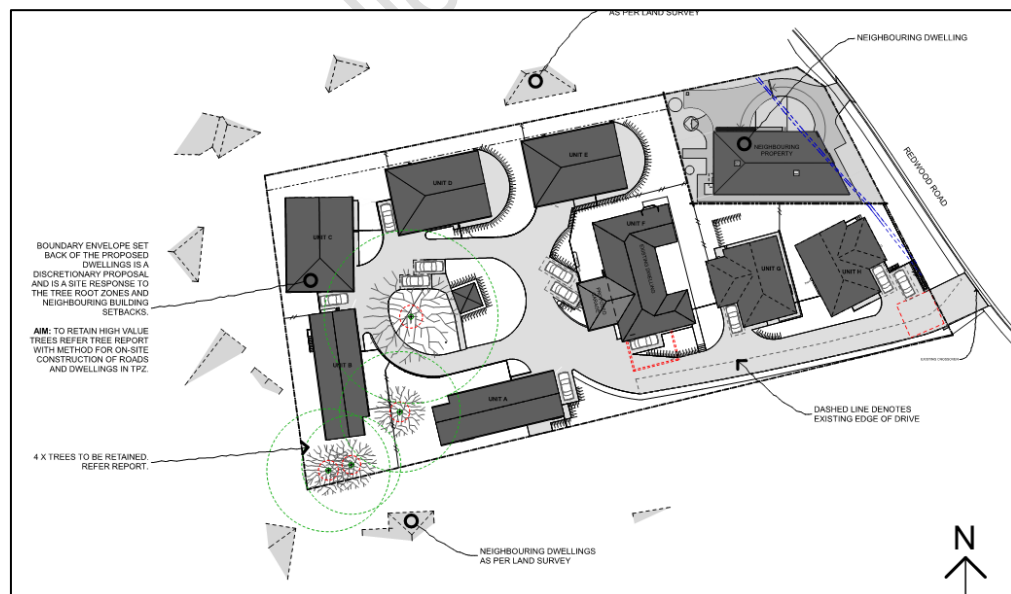 AS PER LAND SURVEY
NEIGHBOURING DWELLING
NEIGHBOURING
PROPERTY
REDWOOD ROAD
UNIT E
UNIT D
UNIT C
UNIT F
EXISTING DWELLING
UNIT G
UNIT H
BOUNDARY ENVELOPE SET
BACK OF THE PROPOSED
DWELLINGS IS A
DISCRETIONARY PROPOSAL
AND IS A SITE RESPONSE TO
THE TREE ROOT ZONES AND
NEIGHBOURING BUILDING
SETBACKS.
AIM: TO RETAIN HIGH VALUE
TREES REFER TREE REPORT
WITH METHOD FOR ON-SITE
CONSTRUCTION OF ROADS
AND DWELLINGS IN TPZ.
UNIT B
UNIT A
EXISTING CROSSOVER
DASHED LINE DENOTES
EXISTING EDGE OF DRIVE
4 X TREES TO BE RETAINED.
REFER REPORT.
NEIGHBOURING DWELLINGS
AS PER LAND SURVEY
N